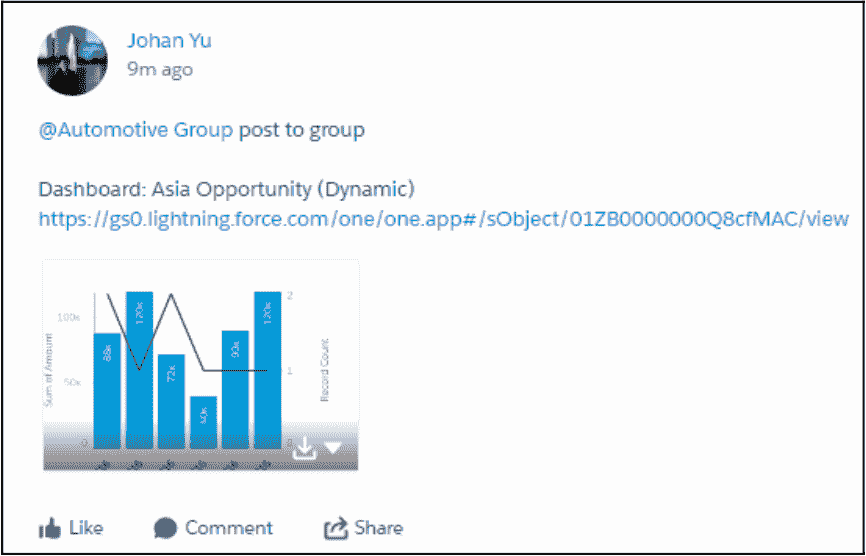 Johan Yu
9m ago
@Automotive Group post to group
Dashboard: Asia Opportunity (Dynamic)
https://gs0.lightning.force.com/one/one.app#/sObject/01ZB0000000Q8cfMAC/view
Sum of Amount
100k
50k
0
88k
170k
72k
40k
90k
120k
2
1
0
Record Count
Like
Comment
Share